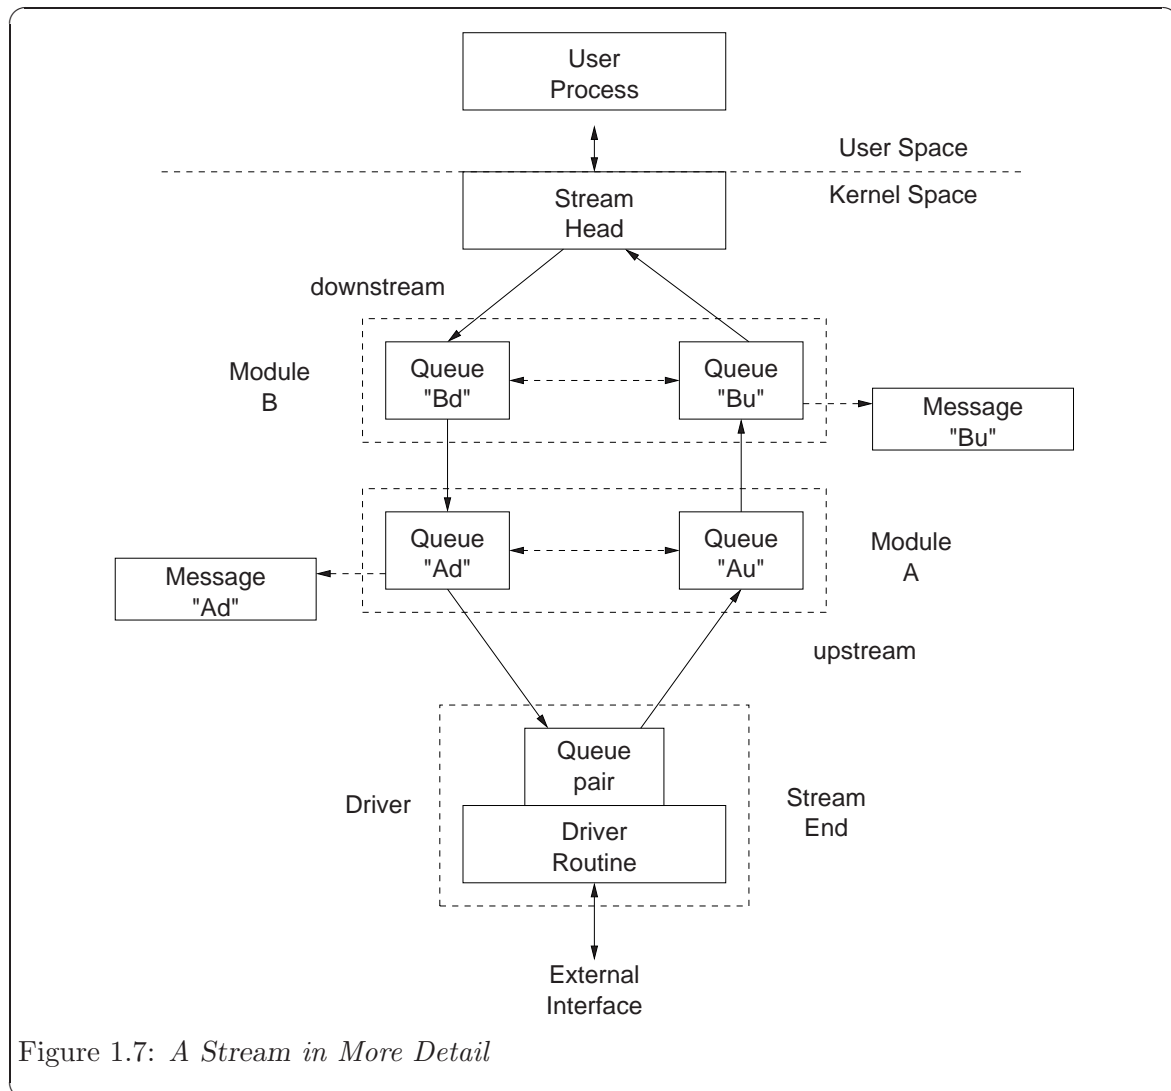 User
Process
User Space
Kernel Space
Stream
Head
downstream
Module
B
Queue
"Bd"
Queue
"Bu"
Message
"Bu"
Queue
"Ad"
Queue
"Au"
Module
A
Message
"Ad"
upstream
Queue
pair
Driver
Stream
End
Driver
Routine
External
Interface
Figure 1.7: A Stream in More Detail